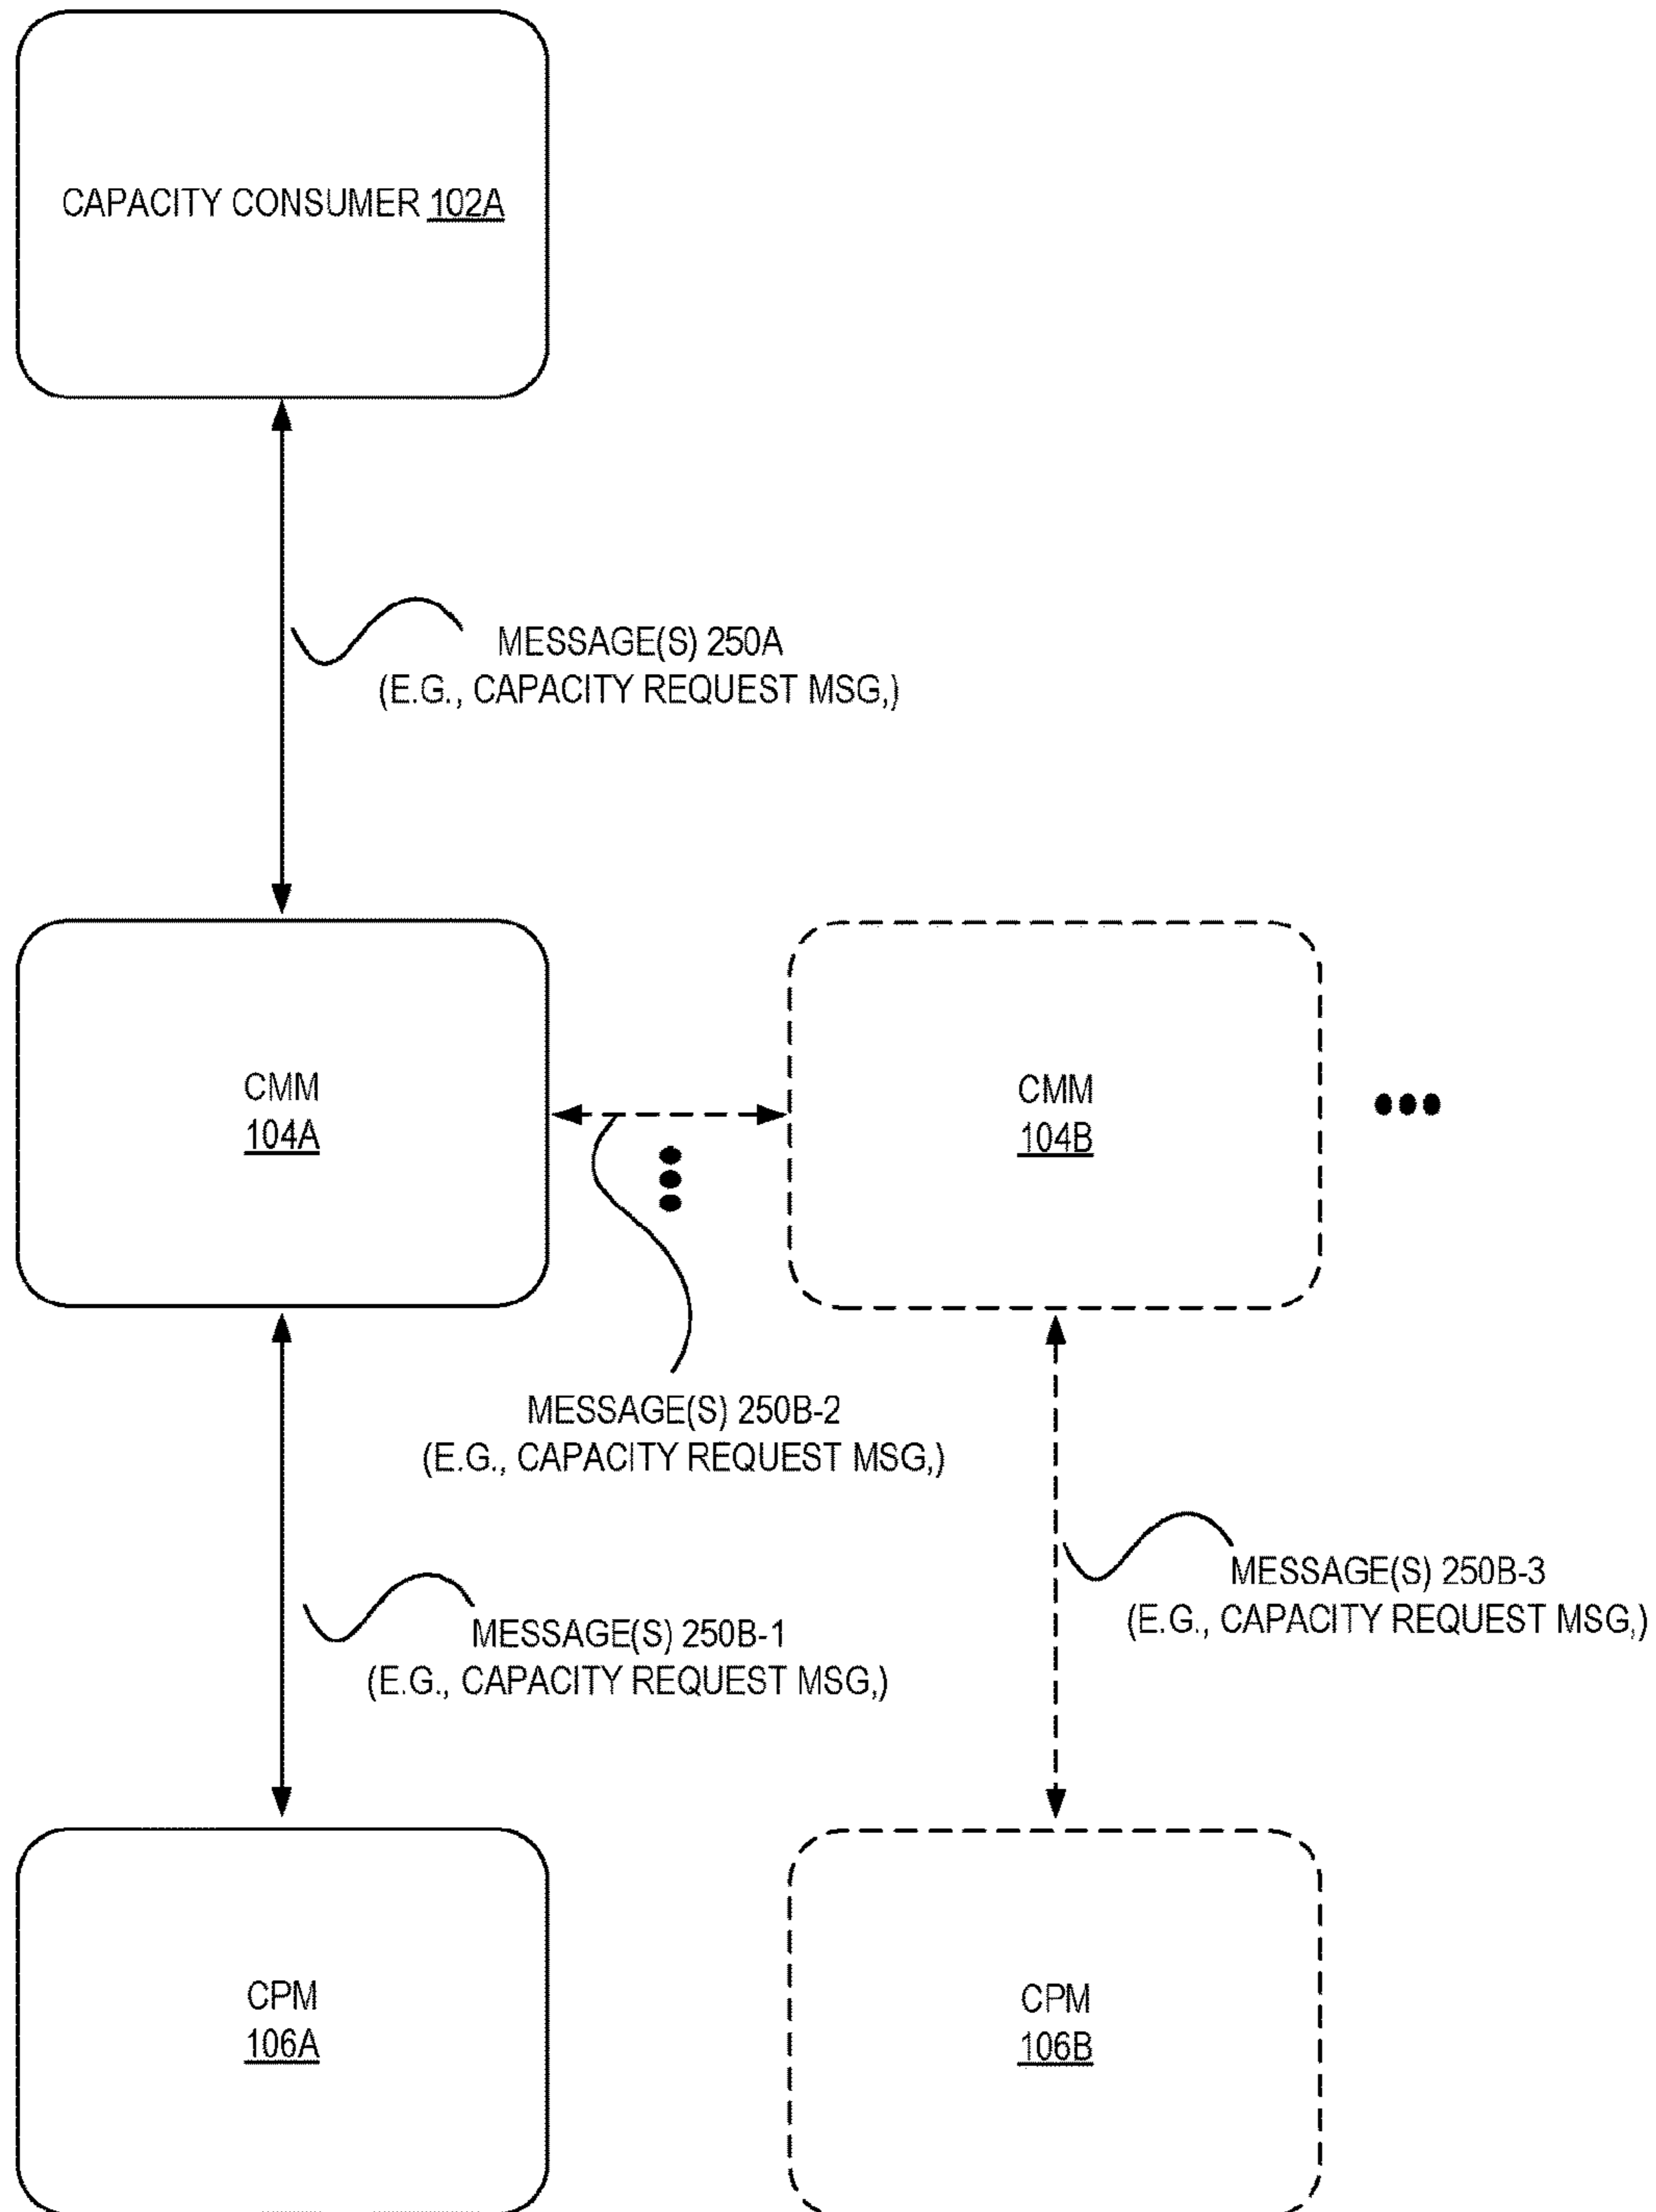 CAPACITY CONSUMER 102A
MESSAGE(S) 250A
(E.G., CAPACITY REQUEST MSG,)
CMM
104A
CMM
104B
MESSAGE(S) 250B-2
(E.G., CAPACITY REQUEST MSG,)
MESSAGE(S) 250B-3
(E.G., CAPACITY REQUEST MSG,)
MESSAGE(S) 250B-1
(E.G., CAPACITY REQUEST MSG,)
CPM
106A
CPM
106B